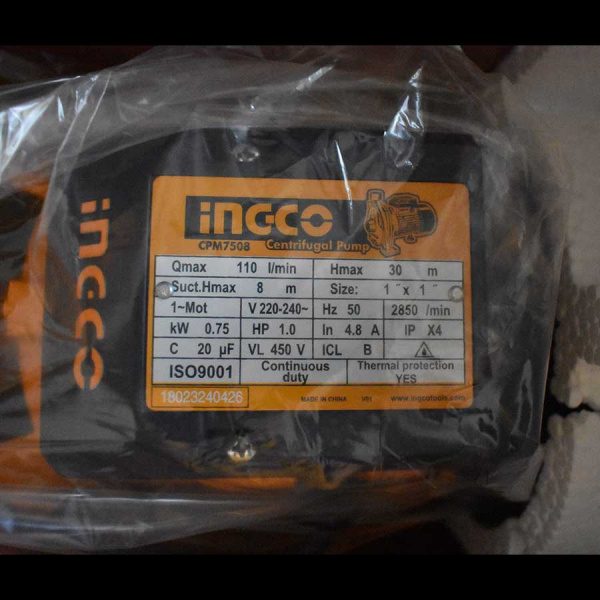 INGCO
INGCO
CPM7508 Centrifugal Pump
Qmax 110 l/min Hmax 30 m
Suct.Hmax 8 m Size: 1 ″ x 1 ″
1~Mot V 220-240~ Hz 50 2850 /min
kW 0.75 HP 1.0 In 4.8 A IP X4
C 20 µF VL 450 V ICL B
ISO9001 Continuous duty Thermal protection YES
18023240426 MADE IN CHINA V01 www.ingcotools.com